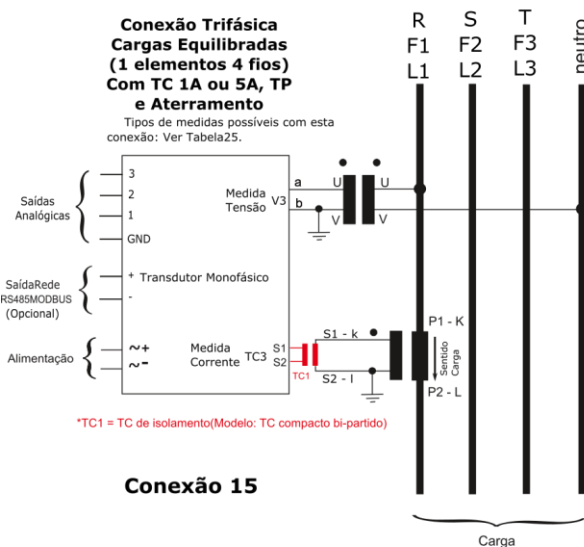 Conexão Trifásica
Cargas Equilibradas
(1 elementos 4 fios)
Com TC 1A ou 5A, TP
e Aterramento
Tipos de medidas possíveis com esta
conexão: Ver Tabela25.
R S T
F1 F2 F3
L1 L2 L3
neutro
Saídas
Analógicas
3
2
1
GND
Medida
Tensão
V3
a
b
U
U
V
V
SaídaRede
RS485MODBUS
(Opcional)
+
-
Transdutor Monofásico
Alimentação
~+
~-
Medida
Corrente
TC3
S1
S2
TC1
S1 - k
S2 - l
P1 - K
Sentido
Carga
P2 - L
*TC1 = TC de isolamento(Modelo: TC compacto bi-partido)
Conexão 15
Carga